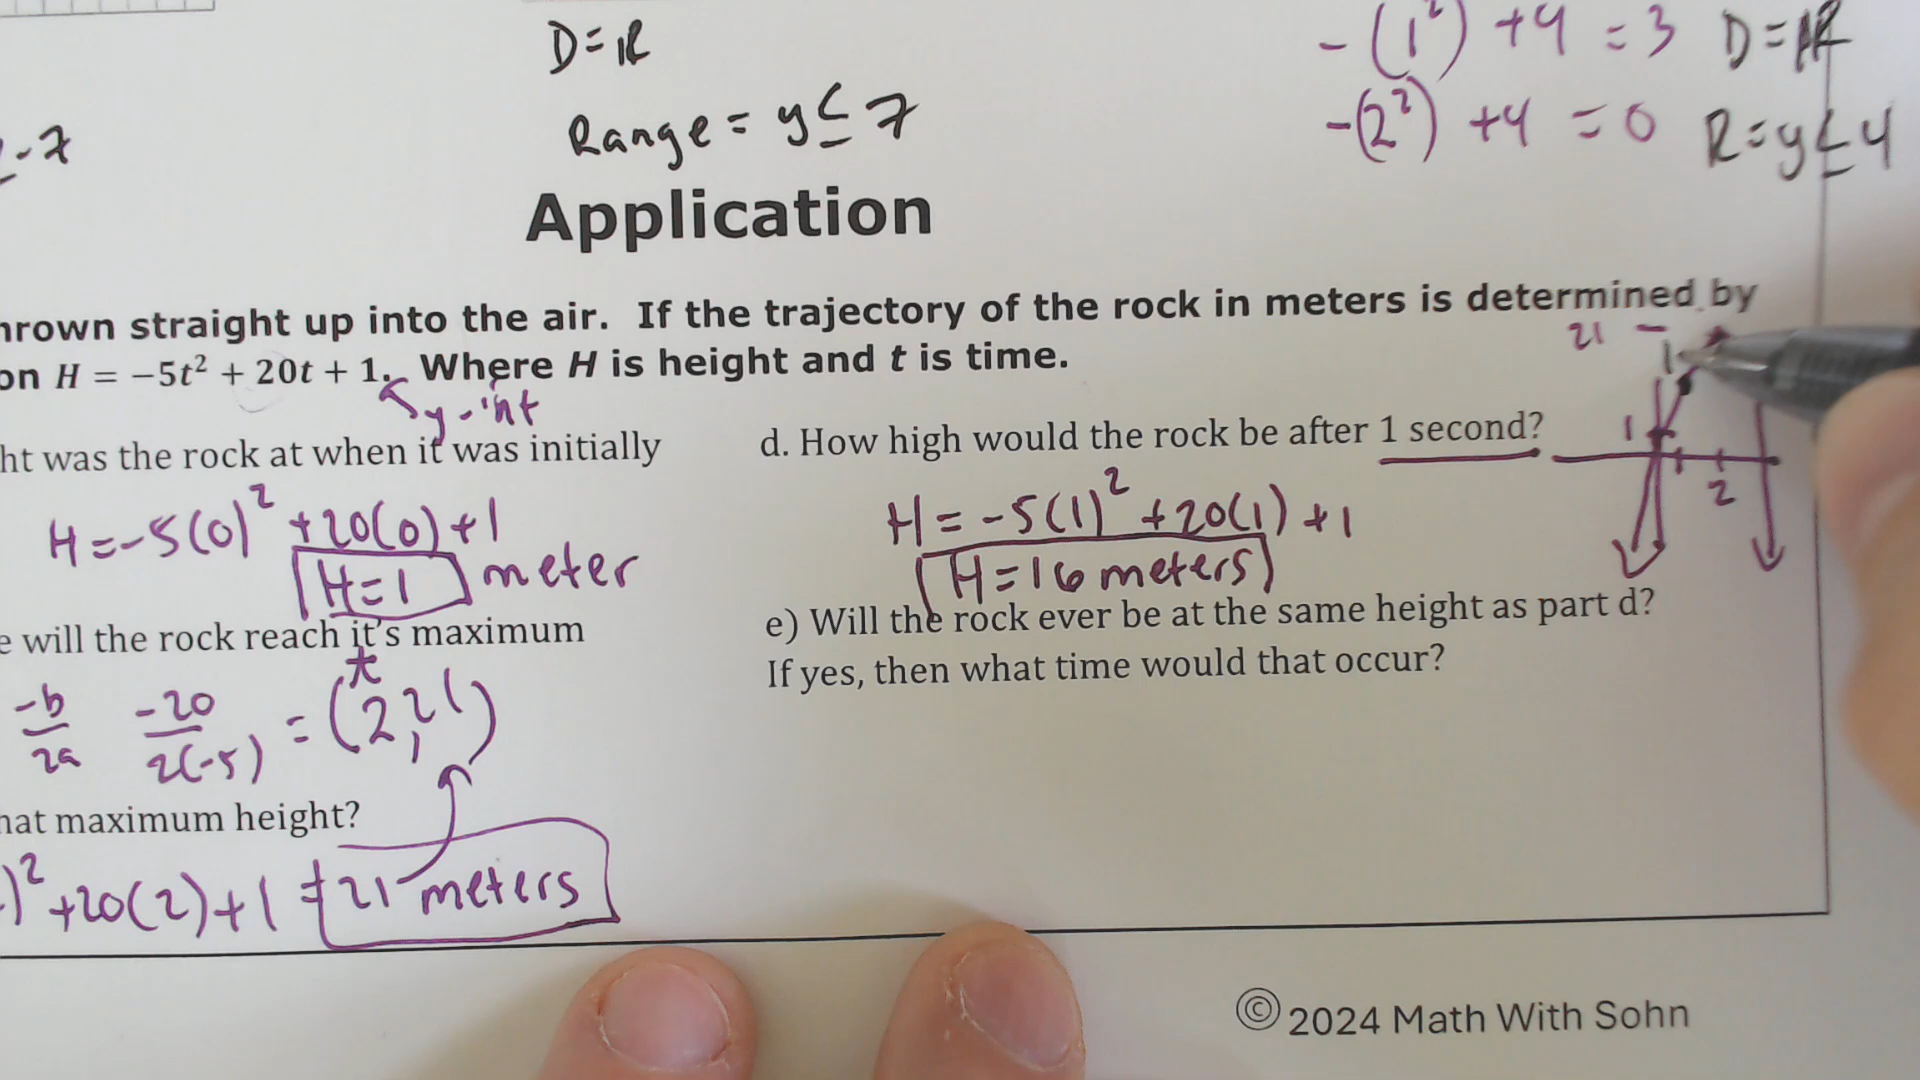 D=ℝ
Range = y≤7
-(1²) +4 = 3 D=ℝ
-(2²) +4 = 0 R=y≤4
-7
Application
straight up into the air. If the trajectory of the rock in meters is determined by
H = −5t² + 20t + 1. Where H is height and t is time.
y-int
was the rock at when it was initially
H=-5(0)²+20(0)+1
H=1 meter
will the rock reach it's maximum
t
-b/2a -20/2(-5) = (2, 21)
maximum height?
)²+20(2)+1 = 21 meters
d. How high would the rock be after 1 second?
H=-5(1)²+20(1)+1
H=16 meters
e) Will the rock ever be at the same height as part d?
If yes, then what time would that occur?
21
1
2
© 2024 Math With Sohn